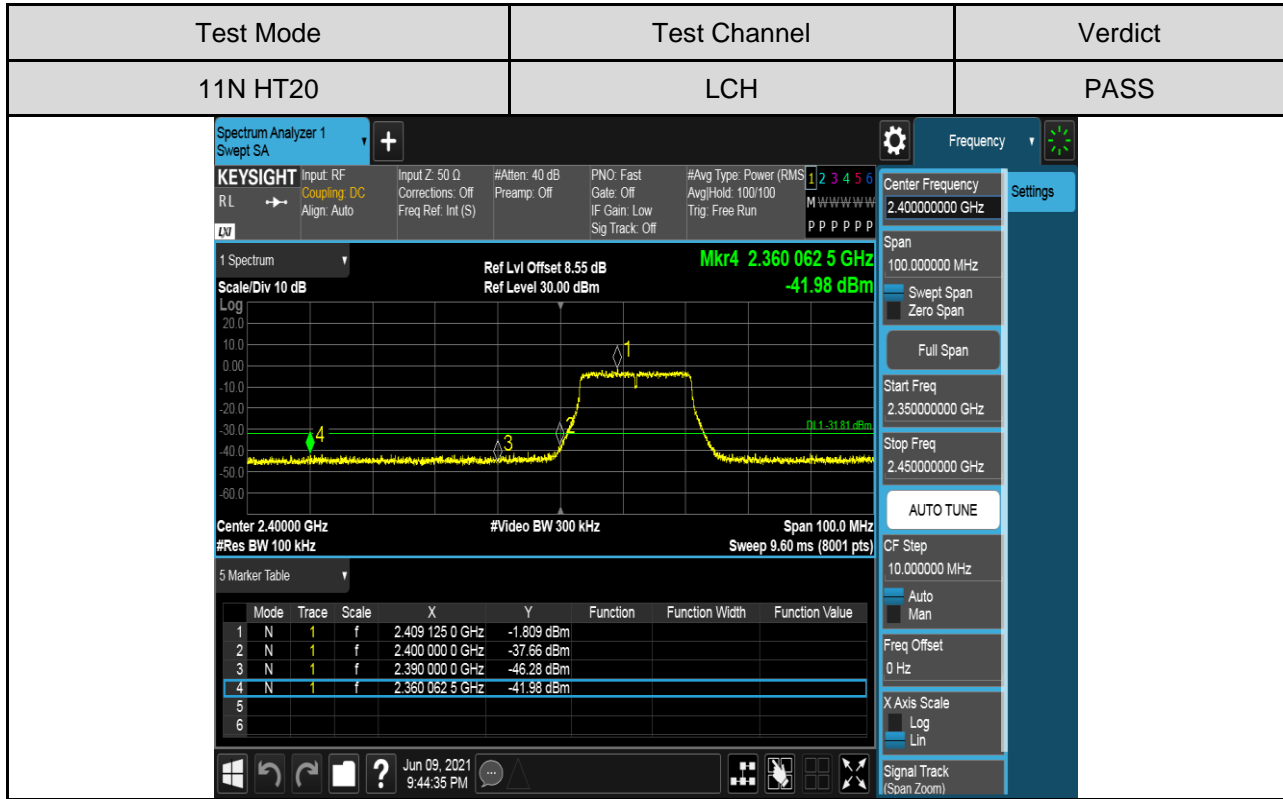 Test Mode Test Channel Verdict
11N HT20 LCH PASS
Spectrum Analyzer 1
Swept SA
+
Frequency
KEYSIGHT
RL
LXI
Input: RF
Coupling: DC
Align: Auto
Input Z: 50 Ω
Corrections: Off
Freq Ref: Int (S)
#Atten: 40 dB
Preamp: Off
PNO: Fast
Gate: Off
IF Gain: Low
Sig Track: Off
#Avg Type: Power (RMS
Avg|Hold: 100/100
Trig: Free Run
1 2 3 4 5 6
M W W W W W
P P P P P P
1 Spectrum
Ref Lvl Offset 8.55 dB
Mkr4 2.360 062 5 GHz
Scale/Div 10 dB
Ref Level 30.00 dBm
-41.98 dBm
Log
20.0
10.0
0.00
-10.0
-20.0
-30.0
-40.0
-50.0
-60.0
1
2
3
4
DL1 -31.81 dBm
Center 2.40000 GHz
#Video BW 300 kHz
Span 100.0 MHz
#Res BW 100 kHz
Sweep 9.60 ms (8001 pts)
5 Marker Table
Mode Trace Scale X Y Function Function Width Function Value
1 N 1 f 2.409 125 0 GHz -1.809 dBm
2 N 1 f 2.400 000 0 GHz -37.66 dBm
3 N 1 f 2.390 000 0 GHz -46.28 dBm
4 N 1 f 2.360 062 5 GHz -41.98 dBm
5
6
?
Jun 09, 2021
9:44:35 PM
Center Frequency
2.400000000 GHz
Settings
Span
100.000000 MHz
Swept Span
Zero Span
Full Span
Start Freq
2.350000000 GHz
Stop Freq
2.450000000 GHz
AUTO TUNE
CF Step
10.000000 MHz
Auto
Man
Freq Offset
0 Hz
X Axis Scale
Log
Lin
Signal Track
(Span Zoom)